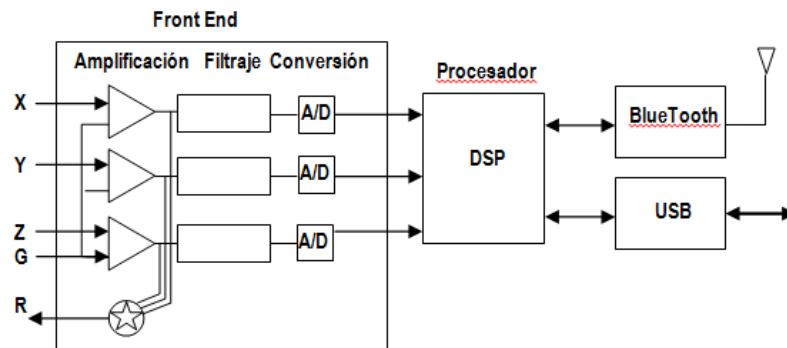 Front End
Amplificación Filtraje Conversión
Procesador
X
A/D
BlueTooth
Y
A/D
DSP
Z
A/D
USB
G
R